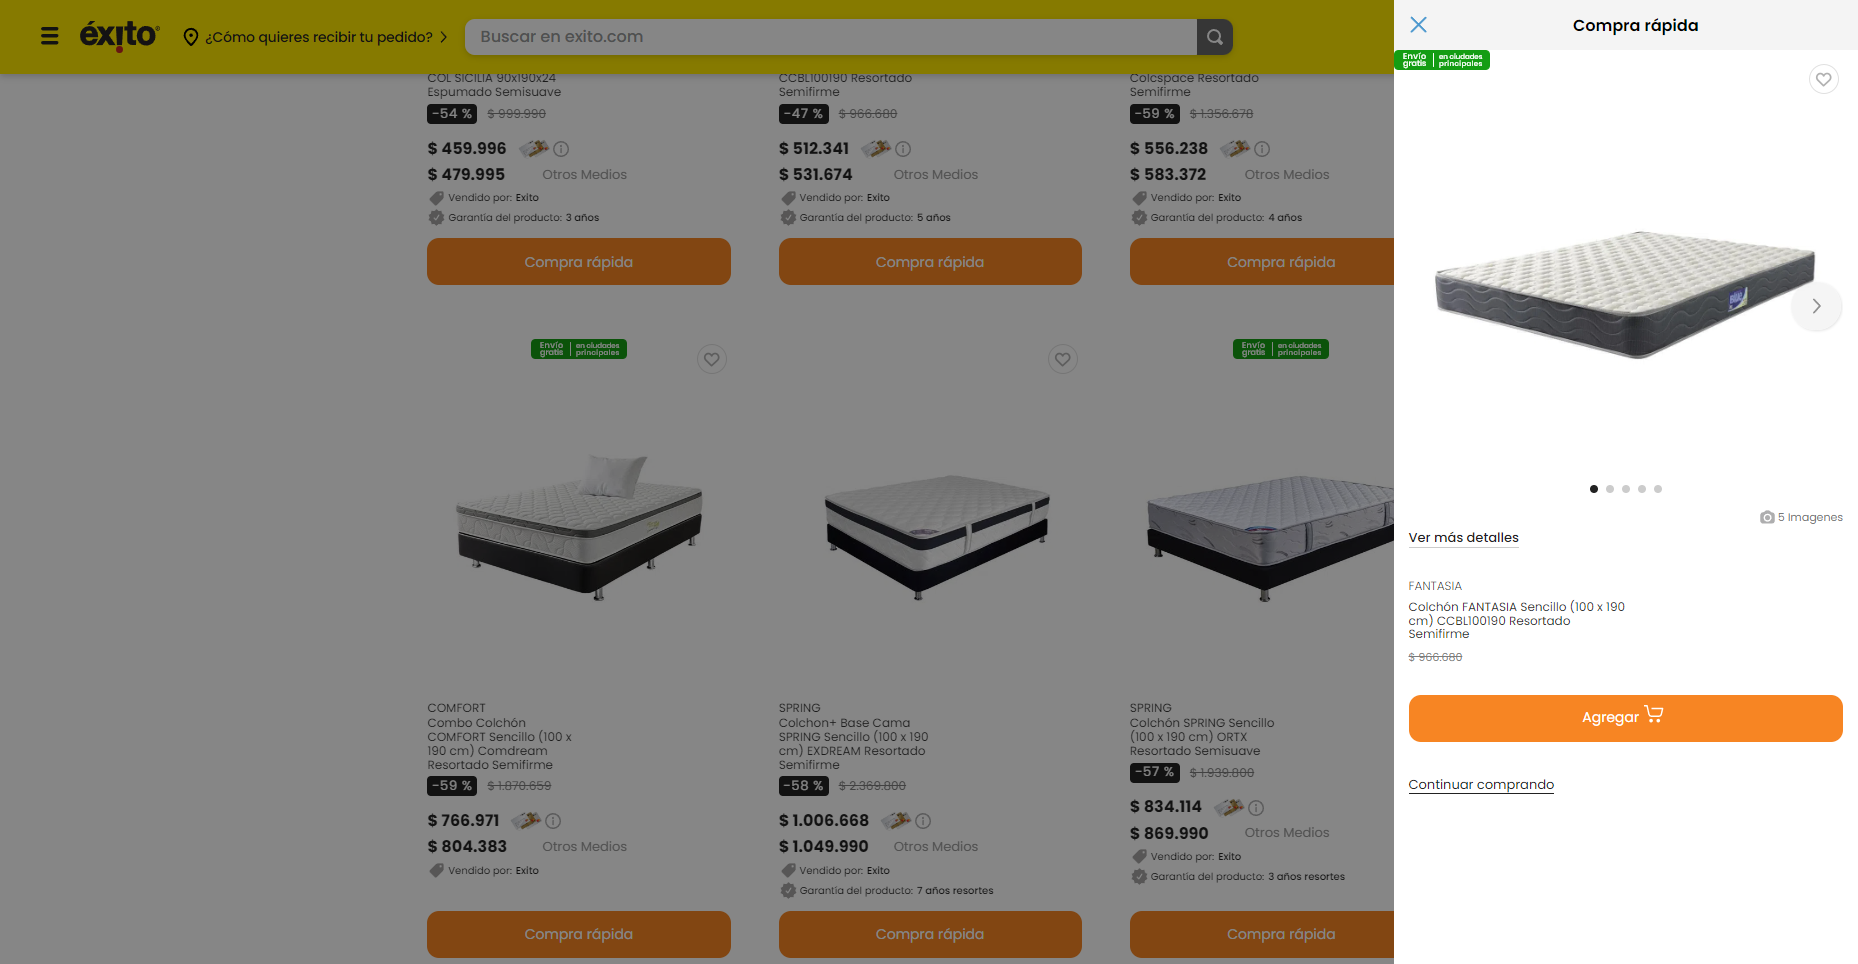 éxito
¿Cómo quieres recibir tu pedido?
Buscar en exito.com
COL SICILIA 90x190x24
Espumado Semisuave
-54 % $ 999.990
$ 459.996
$ 479.995 Otros Medios
Vendido por: Exito
Garantía del producto: 3 años
Compra rápida
CCBL100190 Resortado
Semifirme
-47 % $ 966.680
$ 512.341
$ 531.674 Otros Medios
Vendido por: Exito
Garantía del producto: 5 años
Compra rápida
Colcspace Resortado
Semifirme
-59 % $ 1.356.678
$ 556.238
$ 583.372 Otros Medios
Vendido por: Exito
Garantía del producto: 4 años
Compra rápida
Envío gratis en ciudades principales
COMFORT
Combo Colchón
COMFORT Sencillo (100 x
190 cm) Comdream
Resortado Semifirme
-59 % $ 1.870.659
$ 766.971
$ 804.383 Otros Medios
Vendido por: Exito
Compra rápida
SPRING
Colchon+ Base Cama
SPRING Sencillo (100 x 190
cm) EXDREAM Resortado
Semifirme
-58 % $ 2.369.800
$ 1.006.668
$ 1.049.990 Otros Medios
Vendido por: Exito
Garantía del producto: 7 años resortes
Compra rápida
Envío gratis en ciudades principales
SPRING
Colchón SPRING Sencillo
(100 x 190 cm) ORTX
Resortado Semisuave
-57 % $ 1.939.800
$ 834.114
$ 869.990 Otros Medios
Vendido por: Exito
Garantía del producto: 3 años resortes
Compra rápida
Compra rápida
Envío gratis en ciudades principales
5 Imagenes
Ver más detalles
FANTASIA
Colchón FANTASIA Sencillo (100 x 190
cm) CCBL100190 Resortado
Semifirme
$ 966.680
Agregar
Continuar comprando